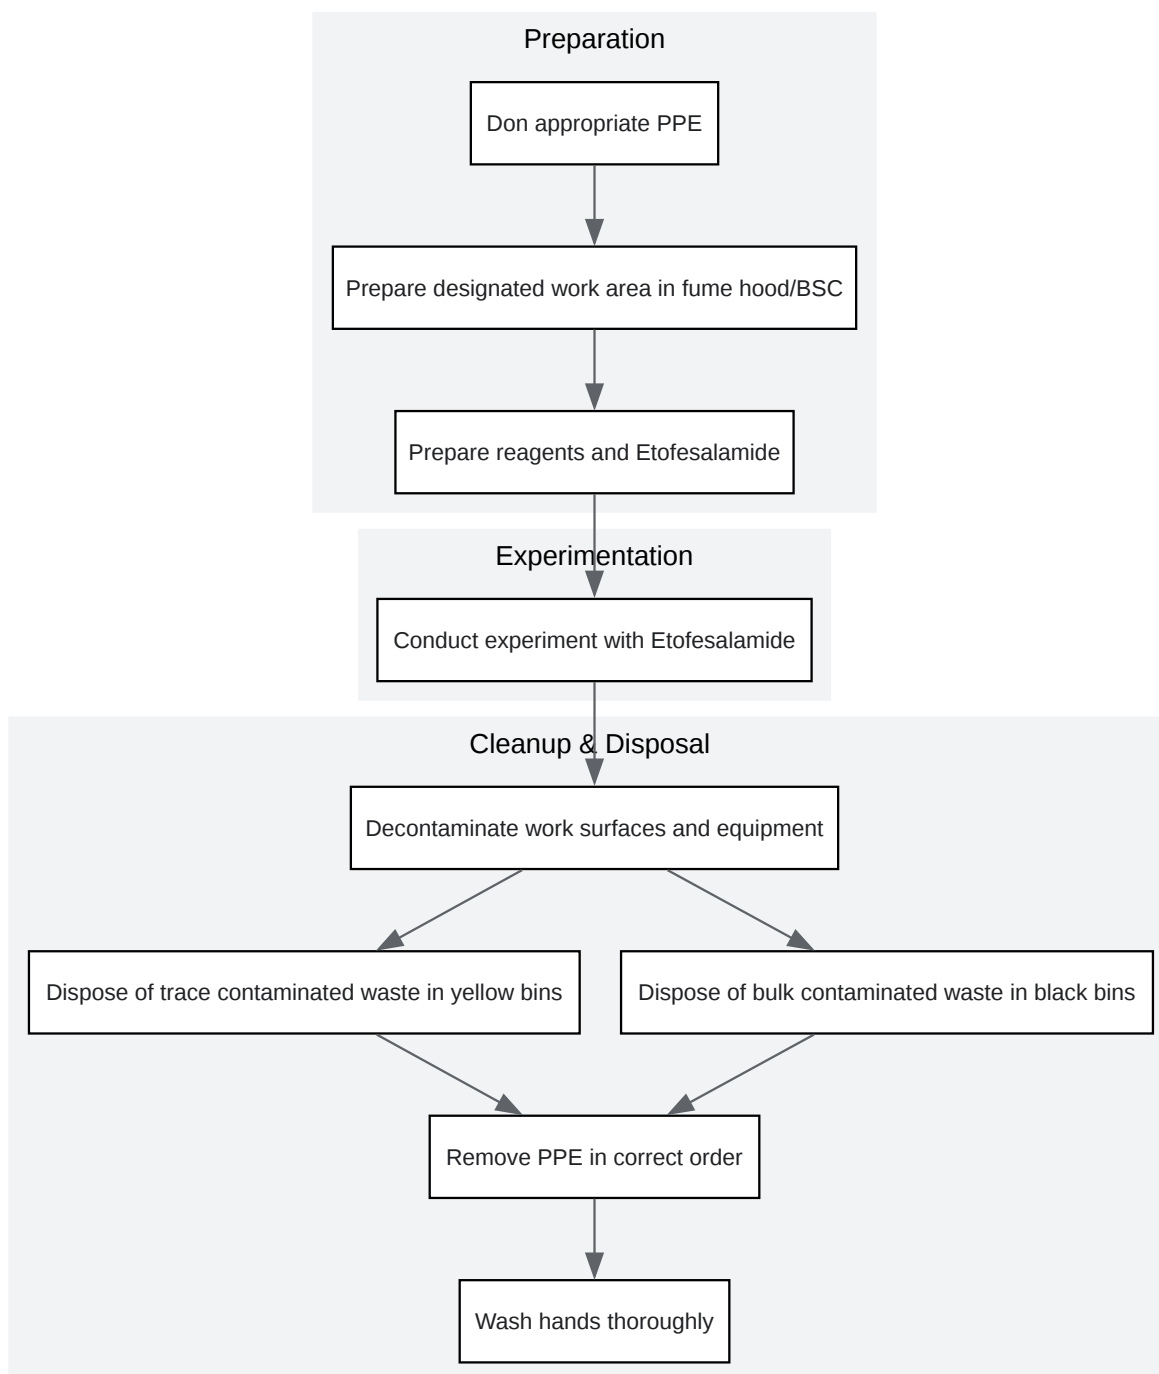 Preparation
Don appropriate PPE
Prepare designated work area in fume hood/BSC
Prepare reagents and Etofesalamide
Experimentation
Conduct experiment with Etofesalamide
Cleanup & Disposal
Decontaminate work surfaces and equipment
Dispose of trace contaminated waste in yellow bins
Dispose of bulk contaminated waste in black bins
Remove PPE in correct order
Wash hands thoroughly